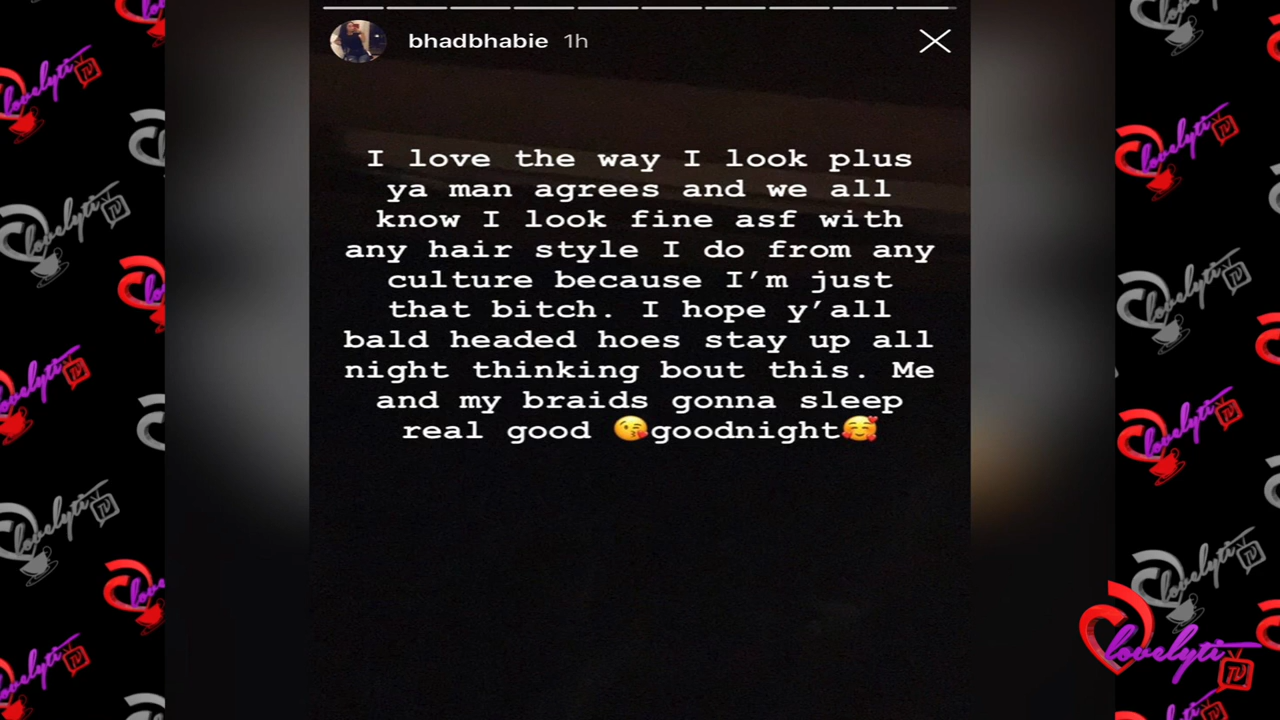 bhadbhabie 1h
I love the way I look plus
ya man agrees and we all
know I look fine asf with
any hair style I do from any
culture because I’m just
that bitch. I hope y’all
bald headed hoes stay up all
night thinking bout this. Me
and my braids gonna sleep
real good 😘goodnight🥰
lovelyti TV